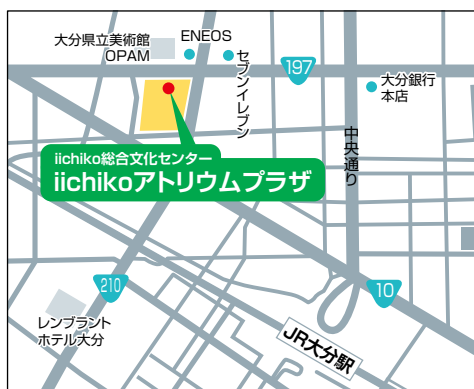 大分県立美術館
OPAM
ENEOS
セブンイレブン
197
大分銀行
本店
中央通り
iichiko総合文化センター
iichikoアトリウムプラザ
210
10
レンブラント
ホテル大分
JR大分駅